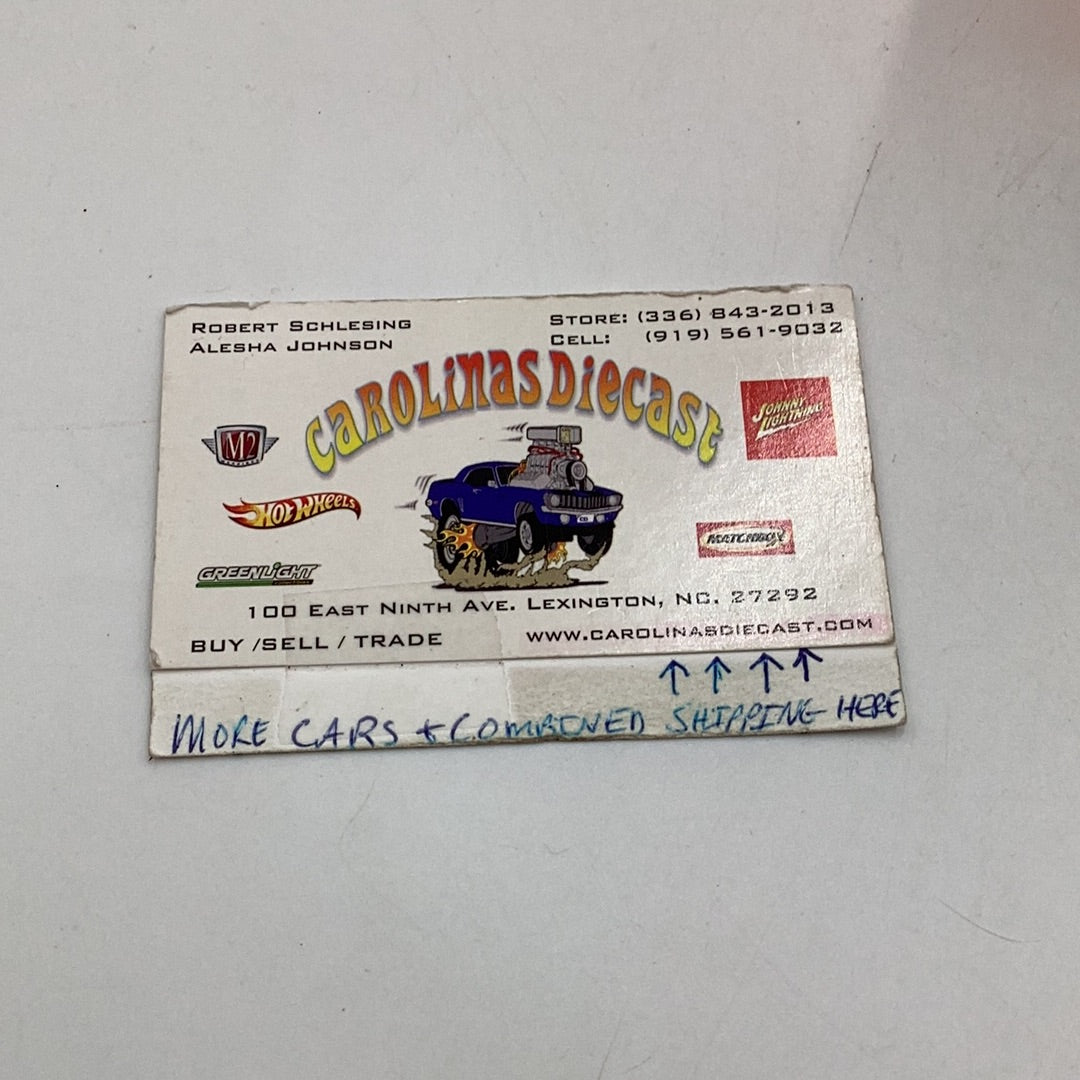 ROBERT SCHLESING
ALESHA JOHNSON
STORE: (336) 843-2013
CELL: (919) 561-9032
CAROLINAS DIECAST
M2
JOHNNY LIGHTNING
HOT WHEELS
MATCHBOX
GREENLIGHT
100 EAST NINTH AVE. LEXINGTON, NC. 27292
BUY /SELL / TRADE
WWW.CAROLINASDIECAST.COM
↑ ↑ ↑ ↑
MORE CARS + COMBINED SHIPPING HERE